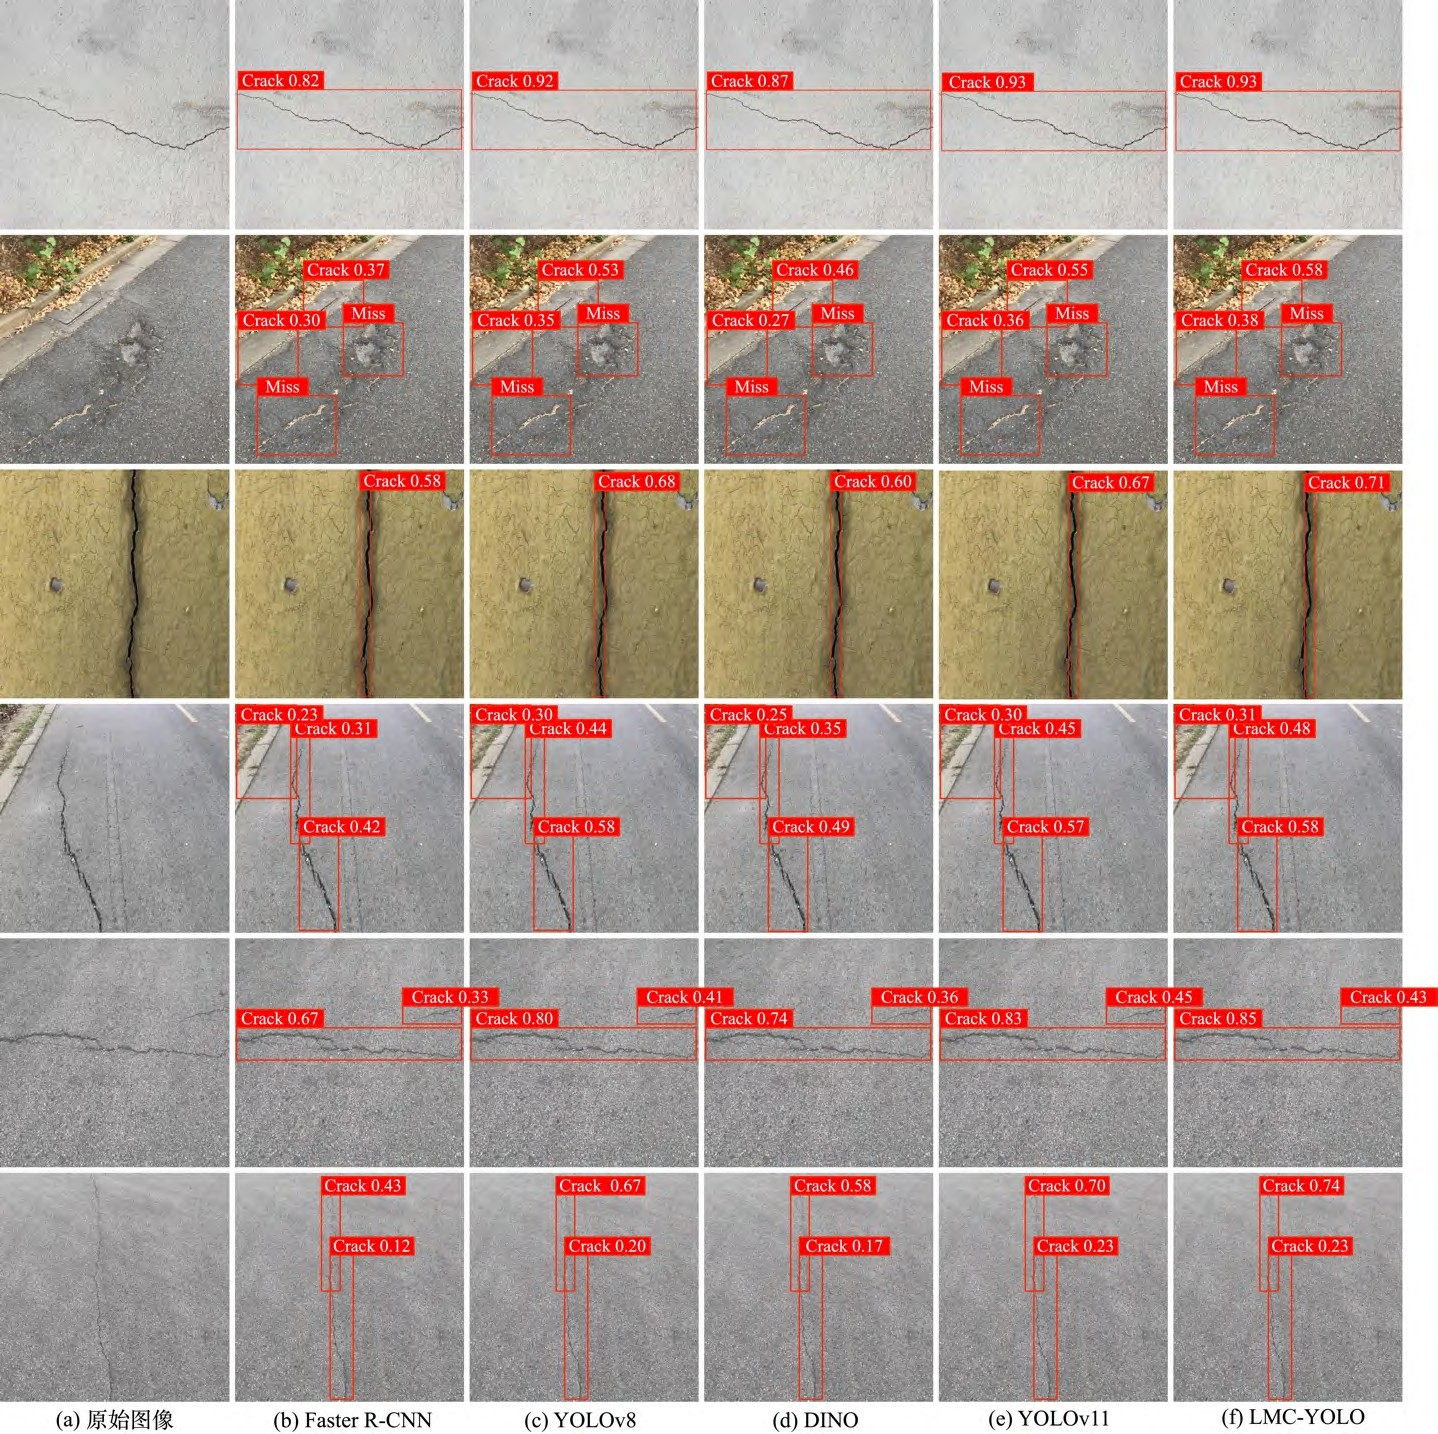 Crack 0.82
Crack 0.92
Crack 0.87
Crack 0.93
Crack 0.93
Crack 0.37
Crack 0.53
Crack 0.46
Crack 0.55
Crack 0.58
Miss
Miss
Miss
Miss
Miss
Crack 0.30
Crack 0.35
Crack 0.27
Crack 0.36
Crack 0.38
Miss
Miss
Miss
Miss
Miss
Crack 0.58
Crack 0.68
Crack 0.60
Crack 0.67
Crack 0.71
Crack 0.23
Crack 0.30
Crack 0.25
Crack 0.30
Crack 0.31
Crack 0.31
Crack 0.44
Crack 0.35
Crack 0.45
Crack 0.48
Crack 0.42
Crack 0.58
Crack 0.49
Crack 0.57
Crack 0.58
Crack 0.33
Crack 0.41
Crack 0.36
Crack 0.45
Crack 0.43
Crack 0.67
Crack 0.80
Crack 0.74
Crack 0.83
Crack 0.85
Crack 0.43
Crack 0.67
Crack 0.58
Crack 0.70
Crack 0.74
Crack 0.12
Crack 0.20
Crack 0.17
Crack 0.23
Crack 0.23
(a) 原始图像
(b) Faster R-CNN
(c) YOLOv8
(d) DINO
(e) YOLOv11
(f) LMC-YOLO